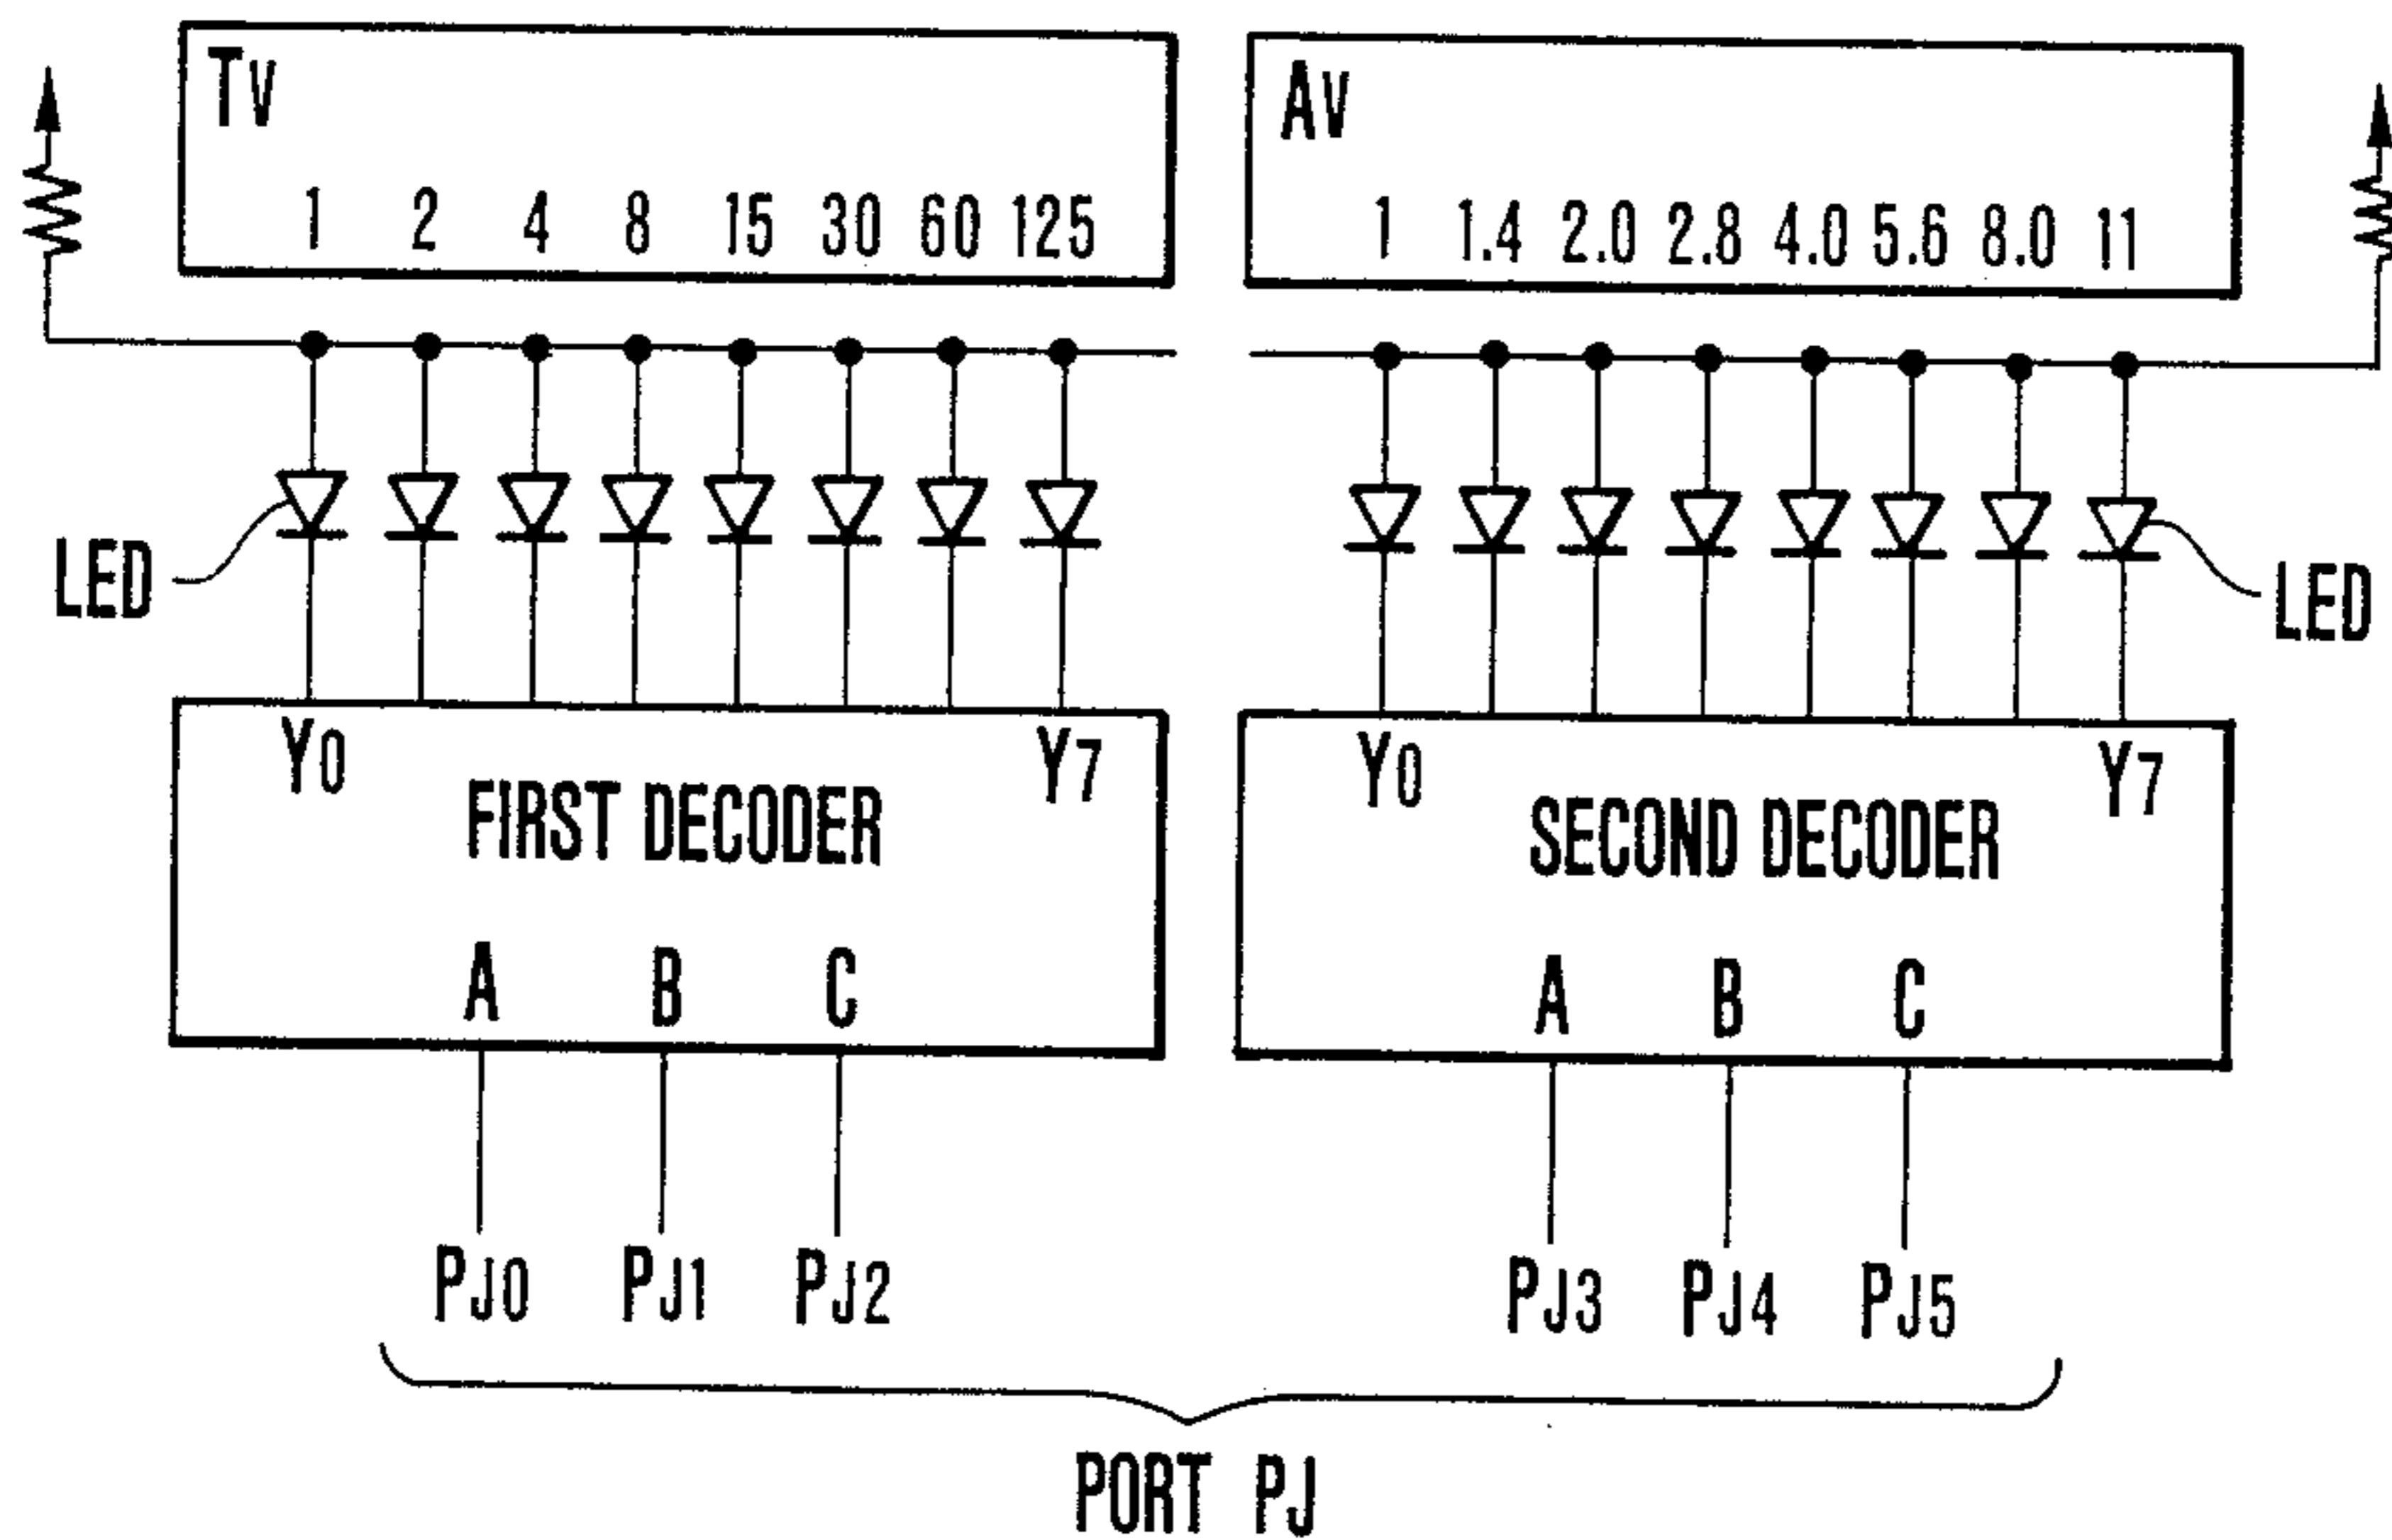 TV
1 2 4 8 15 30 60 125
AV
1 1.4 2.0 2.8 4.0 5.6 8.0 11
LED
LED
Y0 Y7
FIRST DECODER
A B C
Y0 Y7
SECOND DECODER
A B C
PJ0 PJ1 PJ2
PJ3 PJ4 PJ5
PORT PJ